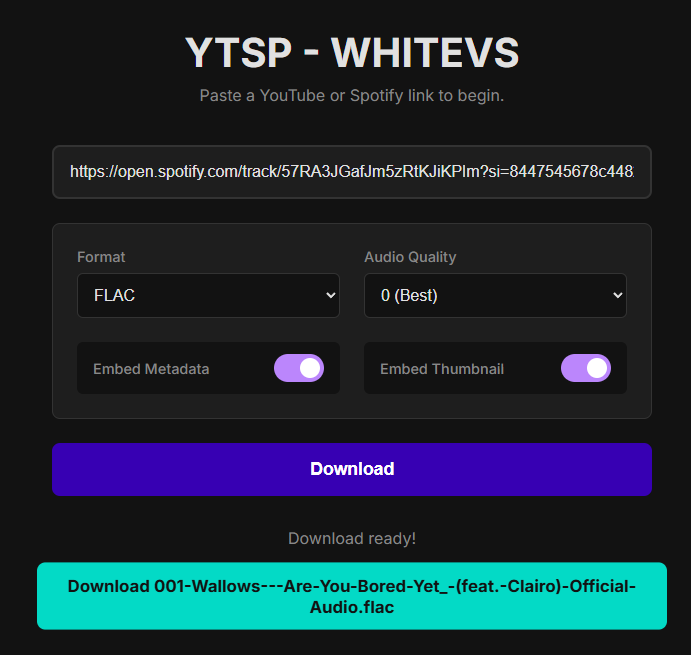 YTSP - WHITEVS
Paste a YouTube or Spotify link to begin.
https://open.spotify.com/track/57RA3JGafJm5zRtKJiKPIm?si=8447545678c448
Format
Audio Quality
FLAC
0 (Best)
Embed Metadata
Embed Thumbnail
Download
Download ready!
Download 001-Wallows---Are-You-Bored-Yet_-(feat.-Clairo)-Official-
Audio.flac